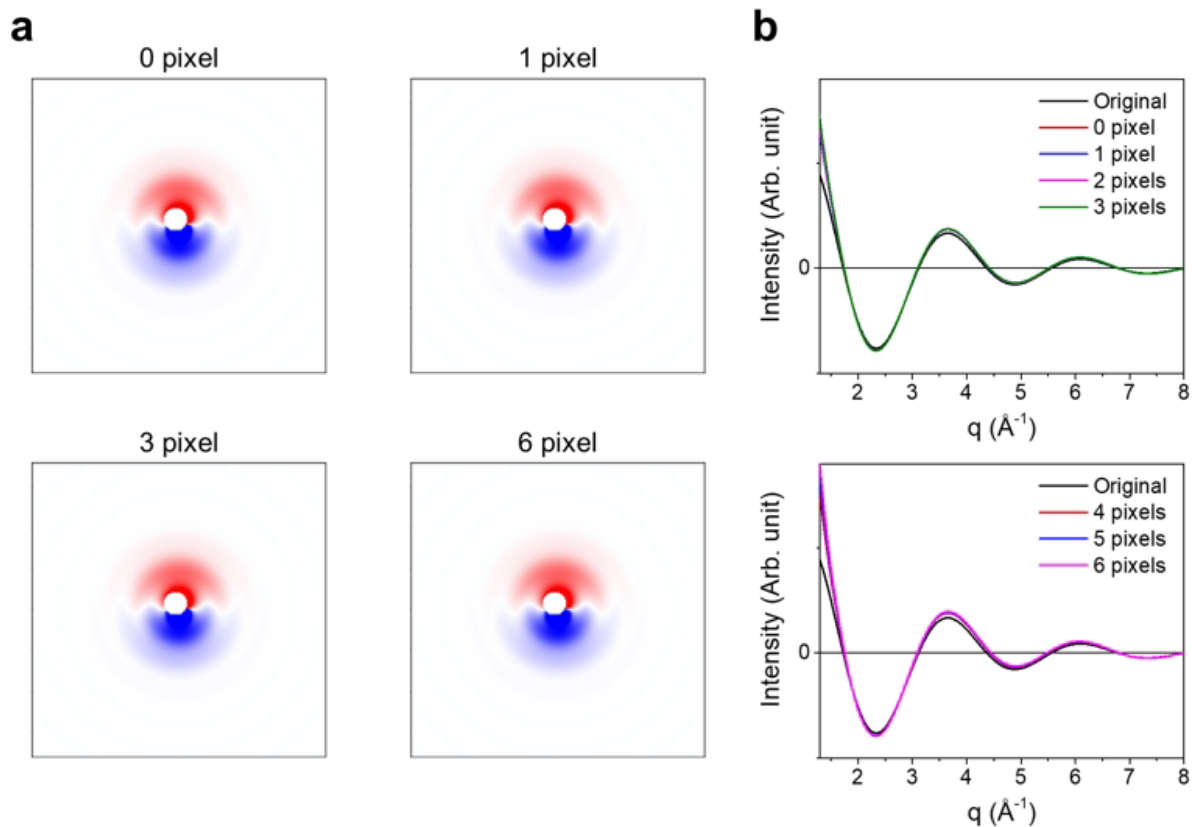 a
0 pixel
1 pixel
3 pixel
6 pixel
b
Intensity (Arb. unit)
Original
0 pixel
1 pixel
2 pixels
3 pixels
0
2 3 4 5 6 7 8
q (Å⁻¹)
Intensity (Arb. unit)
Original
4 pixels
5 pixels
6 pixels
0
2 3 4 5 6 7 8
q (Å⁻¹)